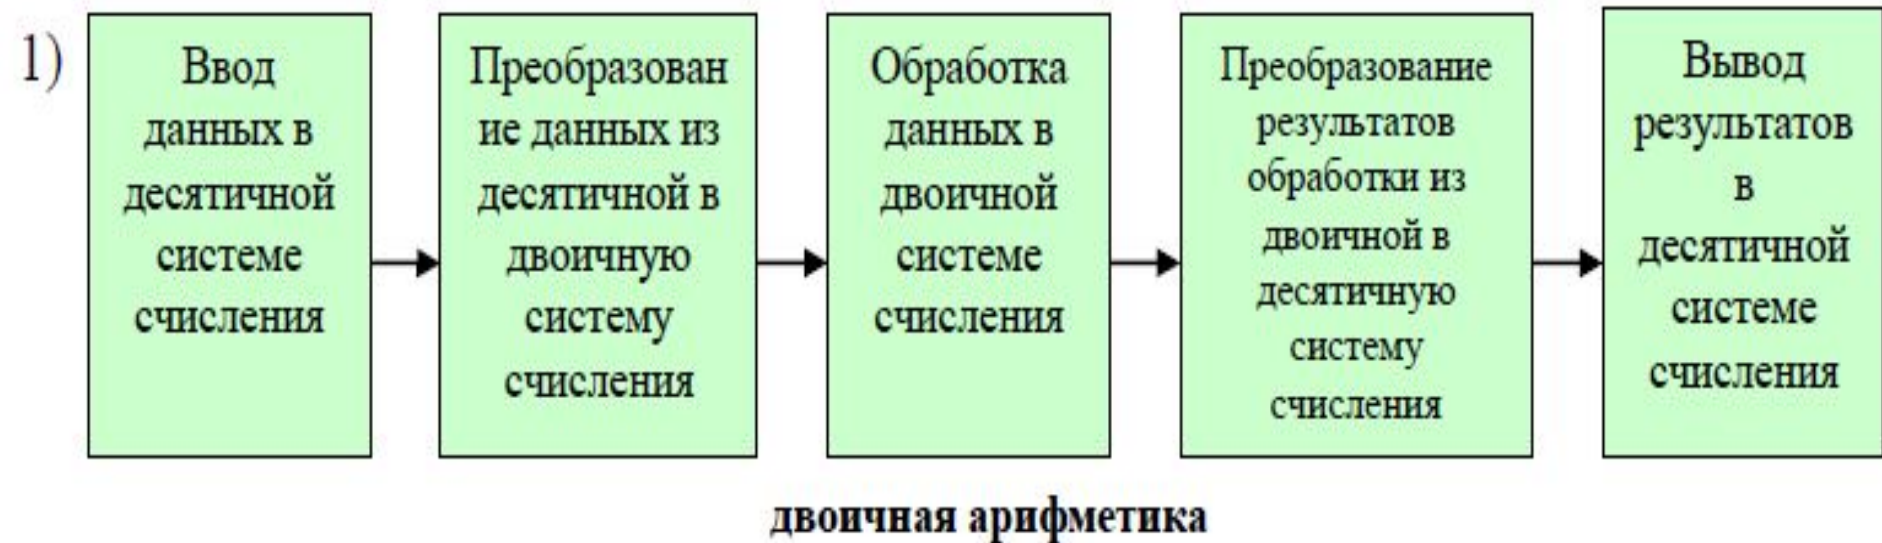 1)
Ввод
данных в
десятичной
системе
счисления
Преобразован
ие данных из
десятичной в
двоичную
систему
счисления
Обработка
данных в
двоичной
системе
счисления
Преобразование
результатов
обработки из
двоичной в
десятичную
систему
счисления
Вывод
результатов
в
десятичной
системе
счисления
двоичная арифметика